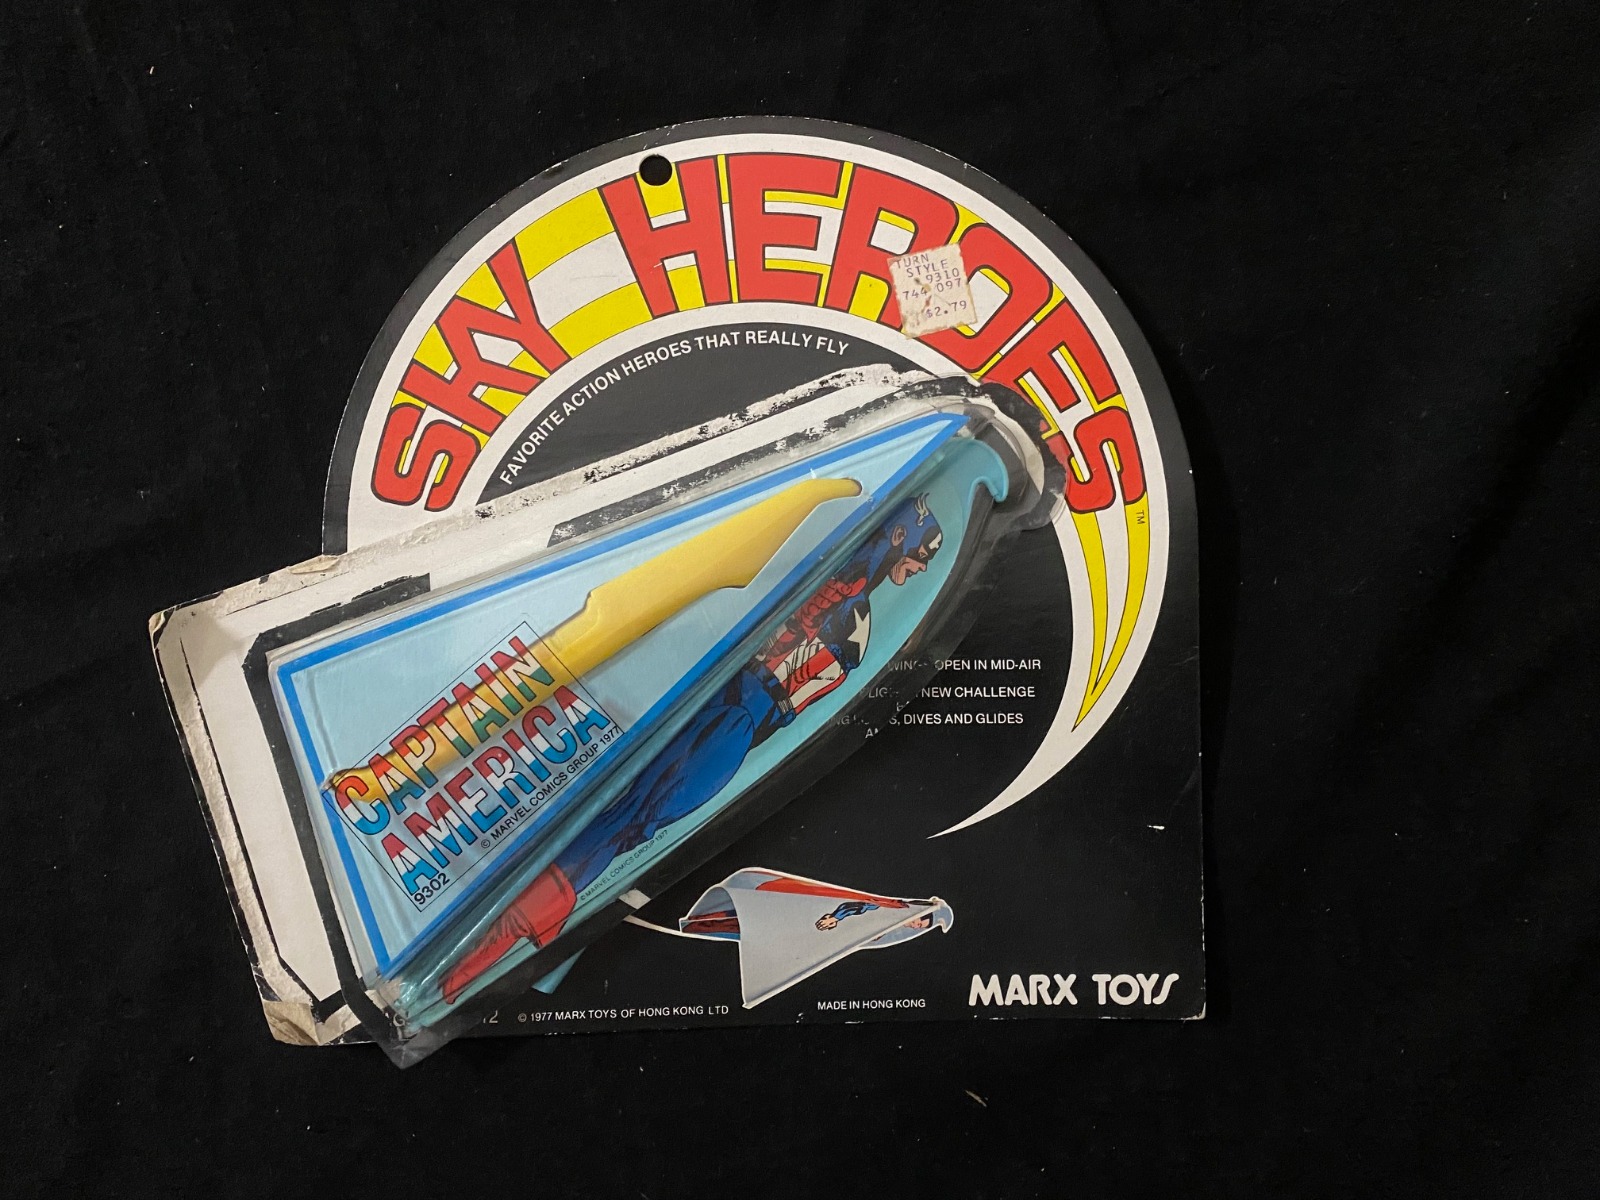 SKY HEROES
TM
TURN
STYLE
9310
744 097
$2.79
FAVORITE ACTION HEROES THAT REALLY FLY
OPEN IN MID-AIR
NEW CHALLENGE
DIVES AND GLIDES
CAPTAIN
AMERICA
© MARVEL COMICS GROUP 1977
9302
© MARVEL COMICS GROUP 1977
© 1977 MARX TOYS OF HONG KONG LTD
MADE IN HONG KONG
MARX TOYS